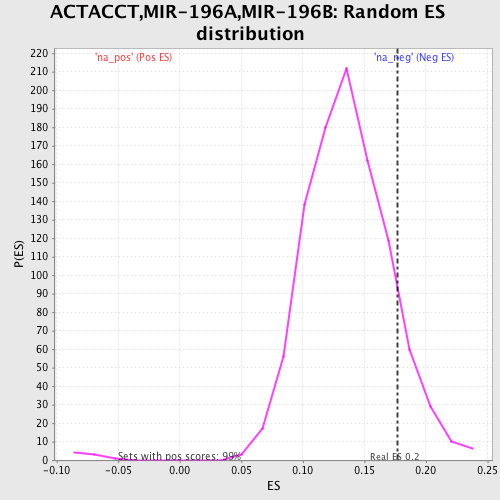 ACTACCT,MIR-196A,MIR-196B: Random ES
distribution
'na_pos' (Pos ES)
'na_neg' (Neg ES)
220
210
200
190
180
170
160
150
140
130
120
110
100
90
80
70
60
50
40
30
20
10
0
P(ES)
Sets with pos scores: 99%
Real ES 0.2
-0.10 -0.05 0.00 0.05 0.10 0.15 0.20 0.25
ES